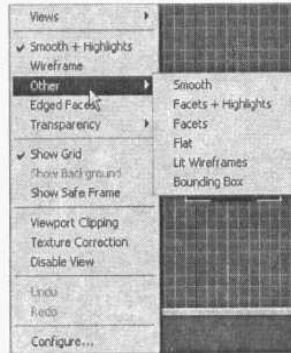 Views
Smooth + Highlights
Wireframe
Other
Edged Faces
Transparency
Show Grid
Show Background
Show Safe Frame
Viewport Clipping
Texture Correction
Disable View
Undo
Redo
Configure...
Smooth
Facets + Highlights
Facets
Flat
Lit Wireframes
Bounding Box